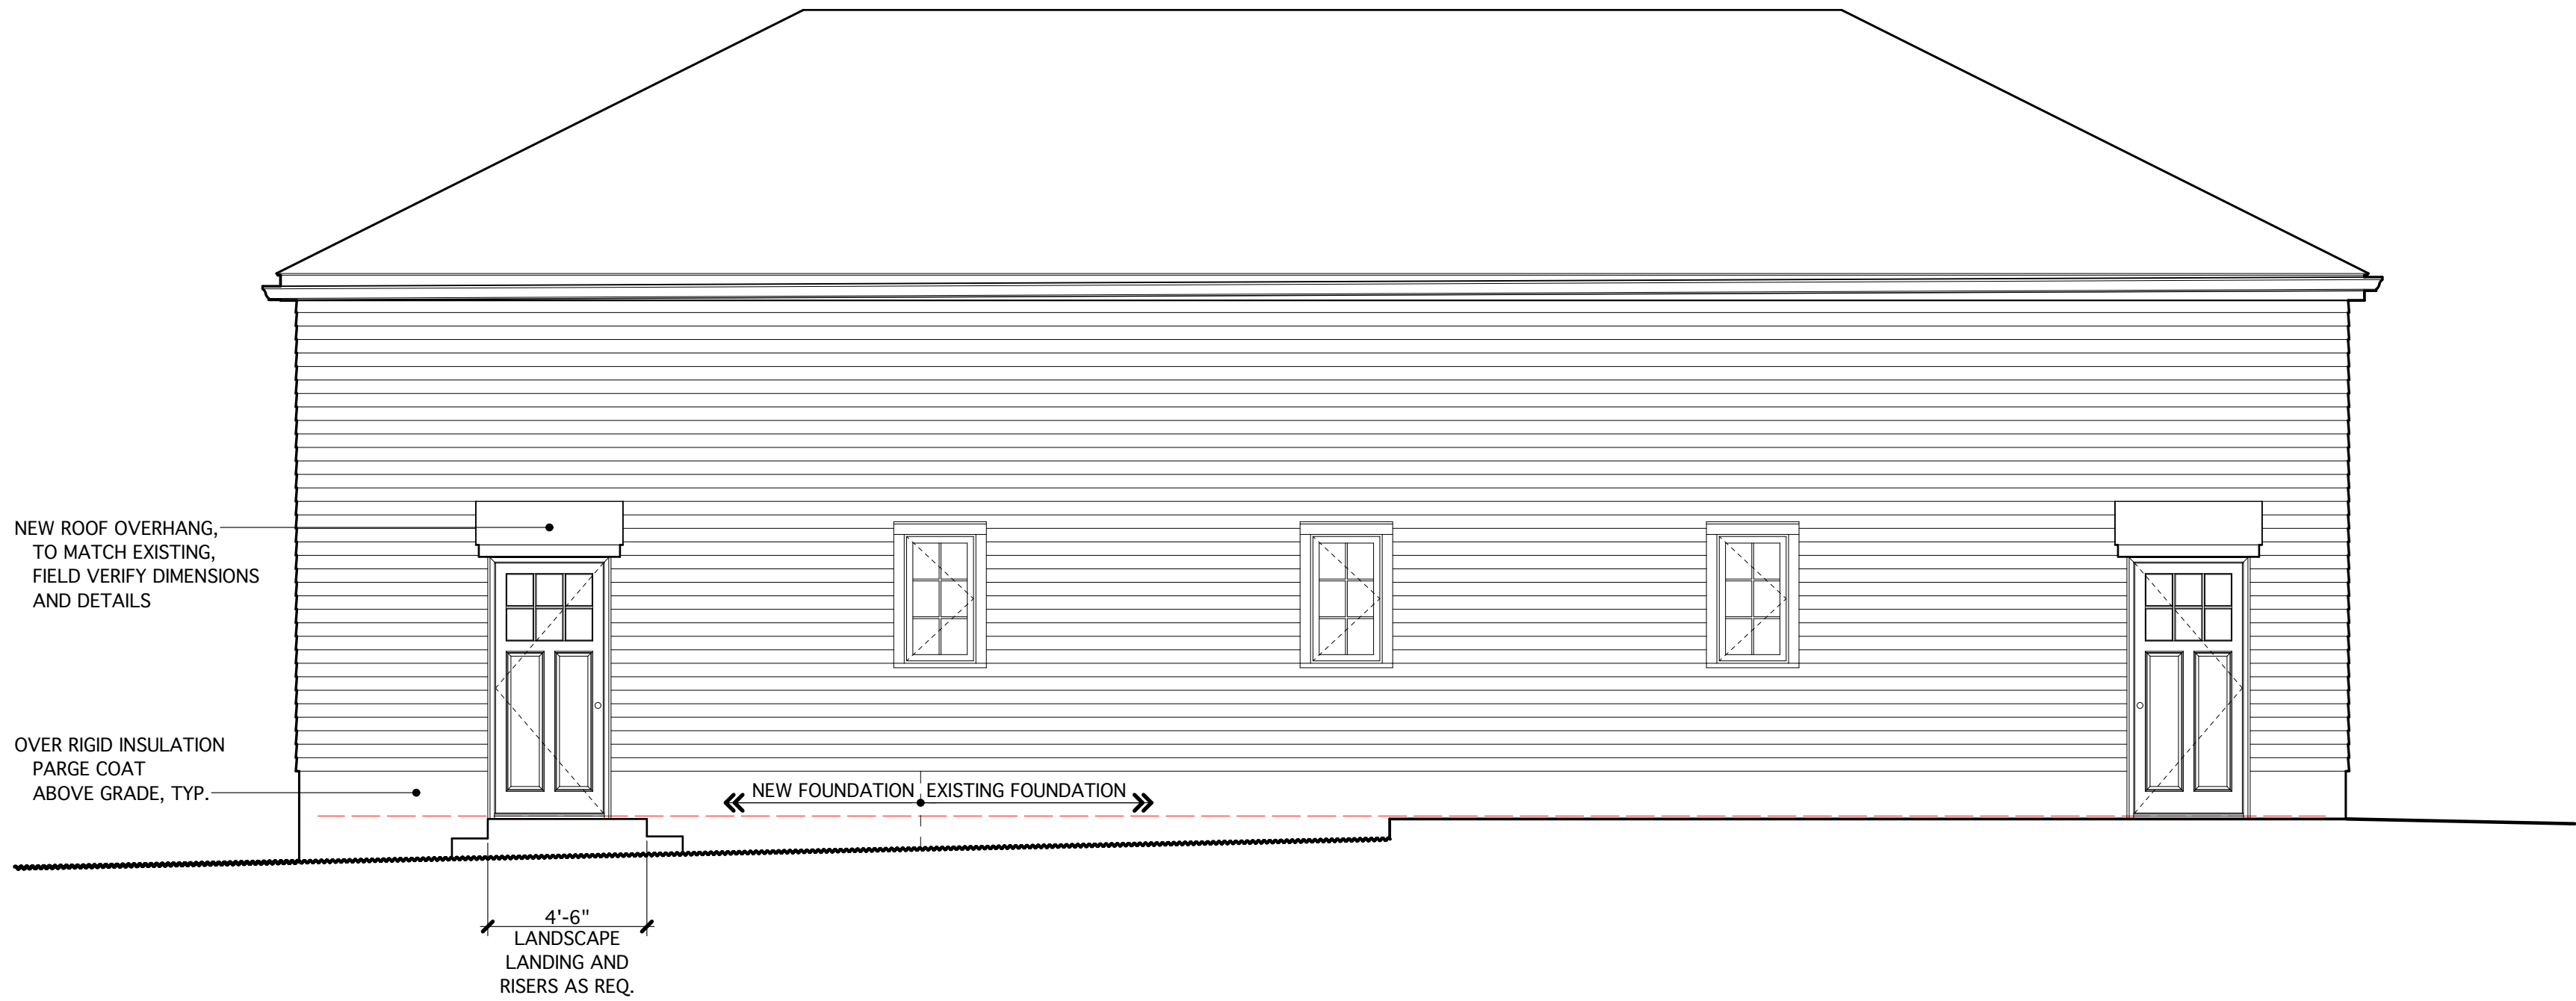 NEW ROOF OVERHANG,
TO MATCH EXISTING,
FIELD VERIFY DIMENSIONS
AND DETAILS
OVER RIGID INSULATION
PARGE COAT
ABOVE GRADE, TYP.
NEW FOUNDATION
EXISTING FOUNDATION
4'-6"
LANDSCAPE
LANDING AND
RISERS AS REQ.